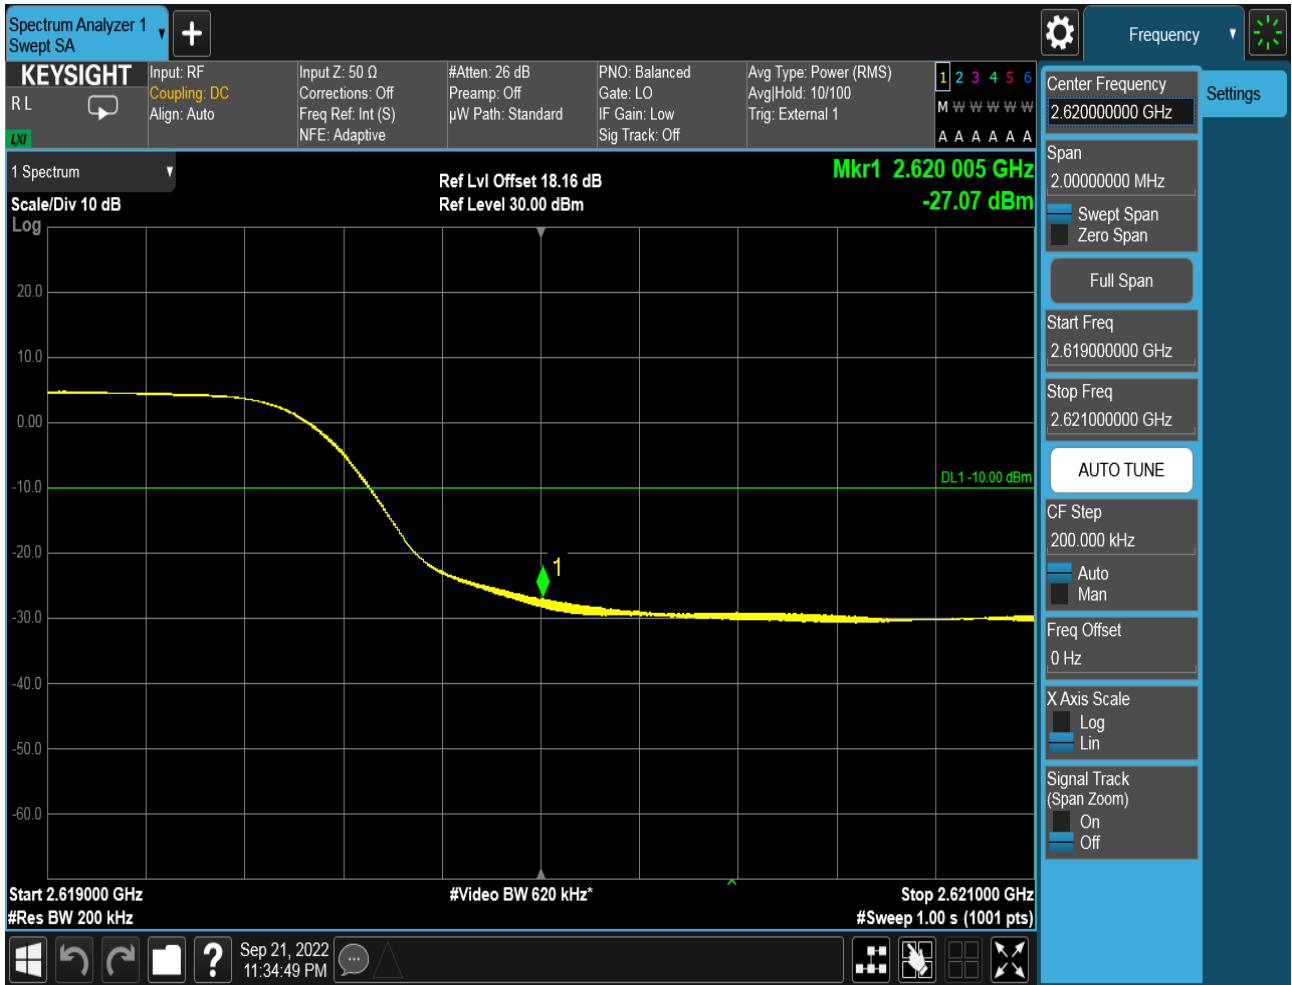 Spectrum Analyzer 1
Swept SA
Frequency
KEYSIGHT
R L
LXI
Input: RF
Coupling: DC
Align: Auto
Input Z: 50 Ω
Corrections: Off
Freq Ref: Int (S)
NFE: Adaptive
#Atten: 26 dB
Preamp: Off
µW Path: Standard
PNO: Balanced
Gate: LO
IF Gain: Low
Sig Track: Off
Avg Type: Power (RMS)
Avg|Hold: 10/100
Trig: External 1
1 2 3 4 5 6
M W W W W W
A A A A A A
Center Frequency
2.620000000 GHz
Settings
Span
2.00000000 MHz
Swept Span
Zero Span
Full Span
Start Freq
2.619000000 GHz
Stop Freq
2.621000000 GHz
AUTO TUNE
CF Step
200.000 kHz
Auto
Man
Freq Offset
0 Hz
X Axis Scale
Log
Lin
Signal Track
(Span Zoom)
On
Off
1 Spectrum
Scale/Div 10 dB
Log
Ref Lvl Offset 18.16 dB
Ref Level 30.00 dBm
Mkr1 2.620 005 GHz
-27.07 dBm
20.0
10.0
0.00
-10.0
-20.0
-30.0
-40.0
-50.0
-60.0
DL1 -10.00 dBm
1
Start 2.619000 GHz
#Res BW 200 kHz
#Video BW 620 kHz*
Stop 2.621000 GHz
#Sweep 1.00 s (1001 pts)
?
Sep 21, 2022
11:34:49 PM